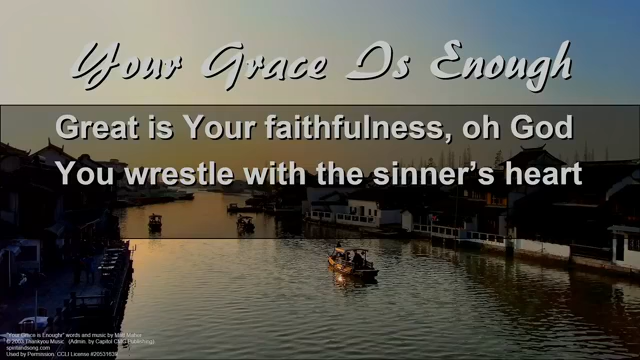 Your Grace Is Enough
Great is Your faithfulness, oh God
You wrestle with the sinner's heart
"Your Grace is Enough" words and music by Matt Maher
© 2003 Thankyou Music (Admin. by Capitol CMG Publishing)
spiritandsong.com
Used by Permission. CCLI License